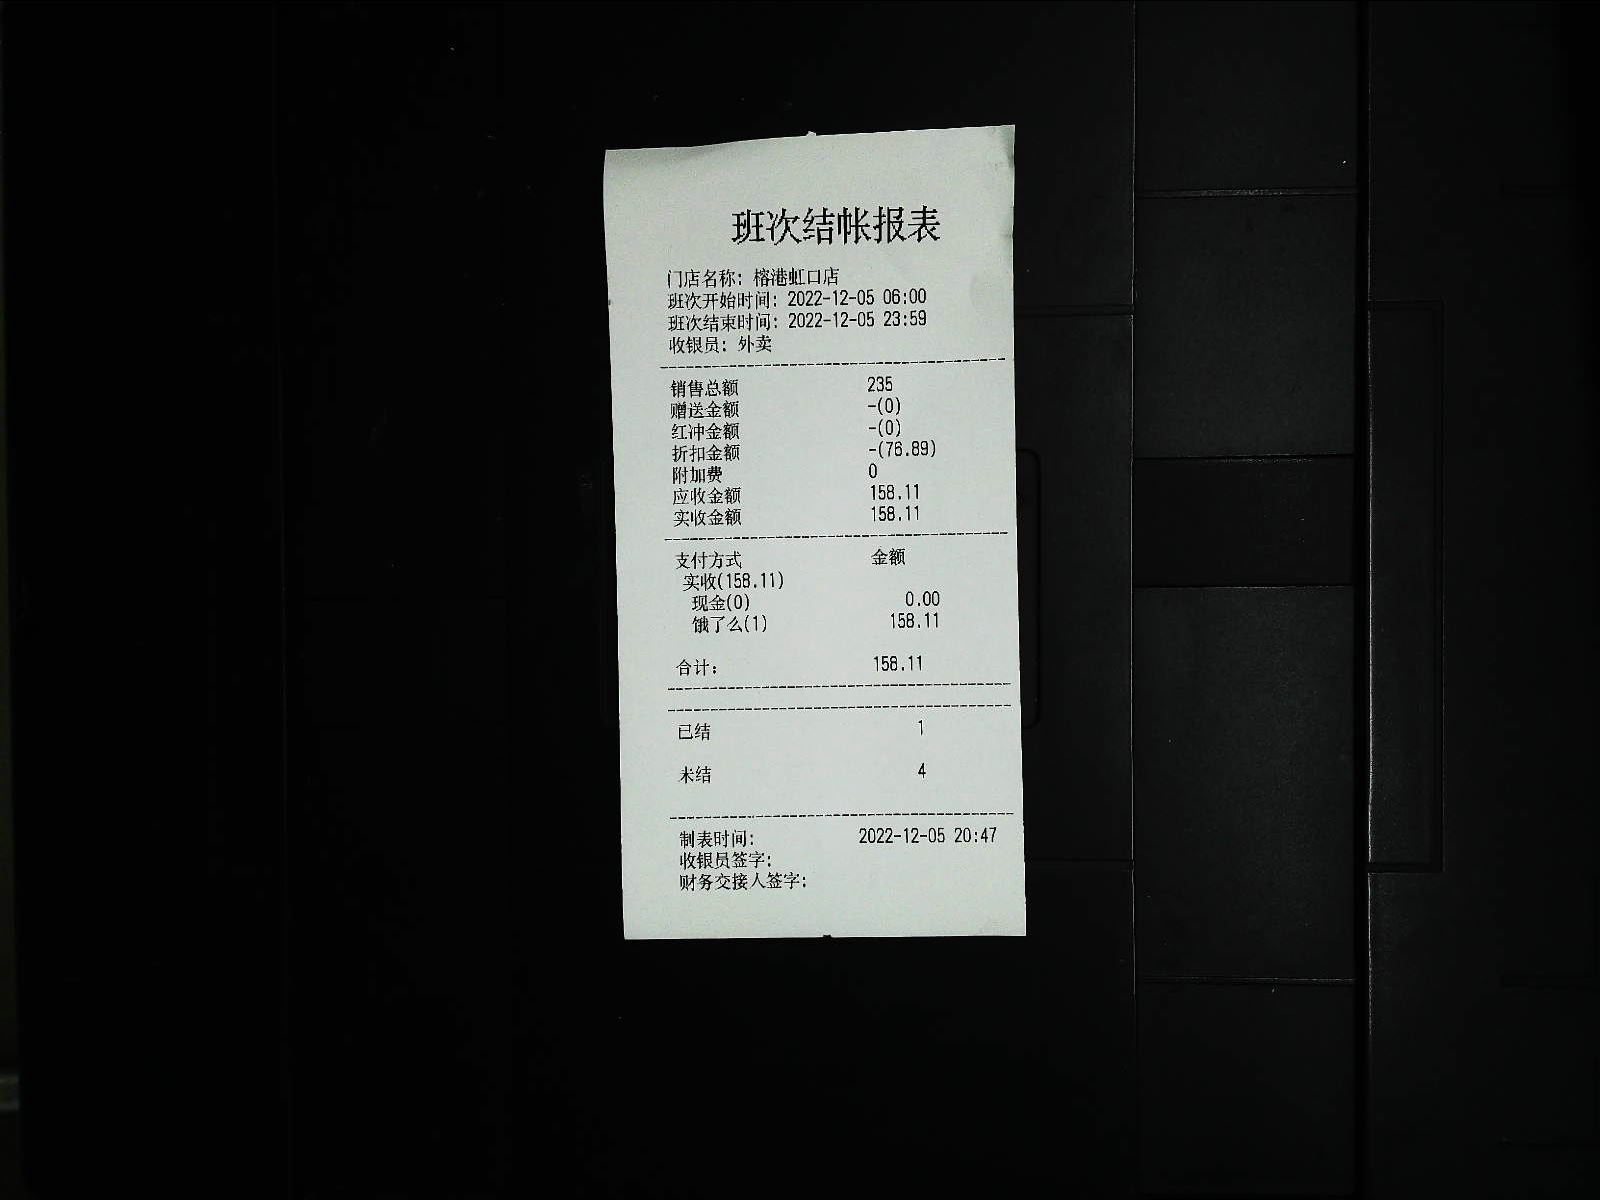 班次结帐报表
门店名称: 榕港虹口店
班次开始时间: 2022-12-05 06:00
班次结束时间: 2022-12-05 23:59
收银员: 外卖
销售总额 235
赠送金额 -(0)
红冲金额 -(0)
折扣金额 -(76.89)
附加费 0
应收金额 158.11
实收金额 158.11
支付方式 金额
实收(158.11)
现金(0) 0.00
饿了么(1) 158.11
合计: 158.11
已结 1
未结 4
制表时间: 2022-12-05 20:47
收银员签字:
财务交接人签字: